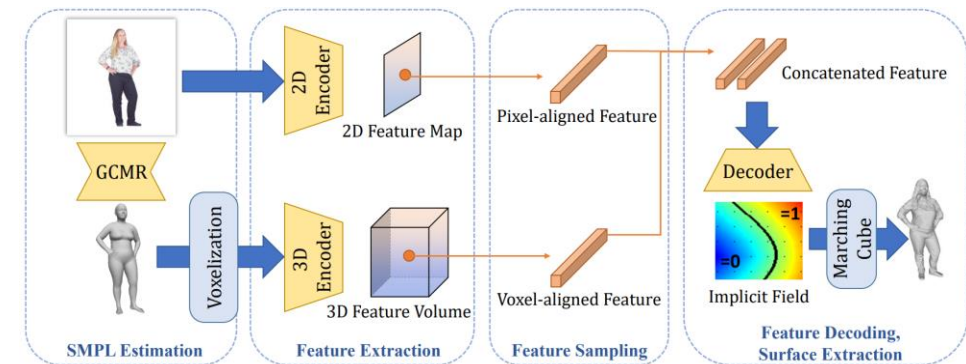 GCMR
Voxelization
SMPL Estimation
2D
Encoder
2D Feature Map
3D
Encoder
3D Feature Volume
Feature Extraction
Pixel-aligned Feature
Voxel-aligned Feature
Feature Sampling
Concatenated Feature
Decoder
=1
=0
Implicit Field
Marching
Cube
Feature Decoding,
Surface Extraction